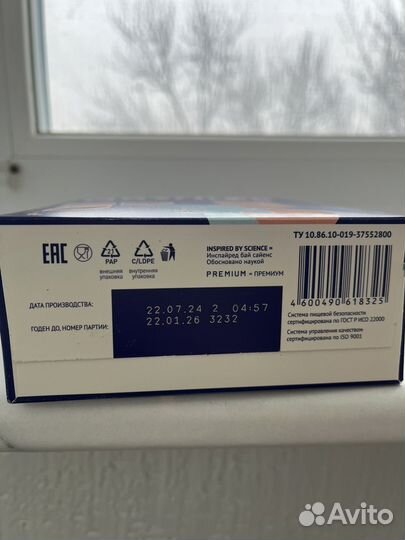 ТУ 10.86.10-019-37552800
EAC
21
PAP
внешняя
упаковка
C/LDPE
внутренняя
упаковка
INSPIRED BY SCIENCE =
Инспайред бай сайенс
Обосновано наукой
PREMIUM = ПРЕМИУМ
4 600490 618325
ДАТА ПРОИЗВОДСТВА:
22.07.24 2 04:57
ГОДЕН ДО, НОМЕР ПАРТИИ:
22.01.26 3232
Система пищевой безопасности
сертифицирована по ГОСТ Р ИСО 22000
Система управления качеством
сертифицирована по ISO 9001
Avito